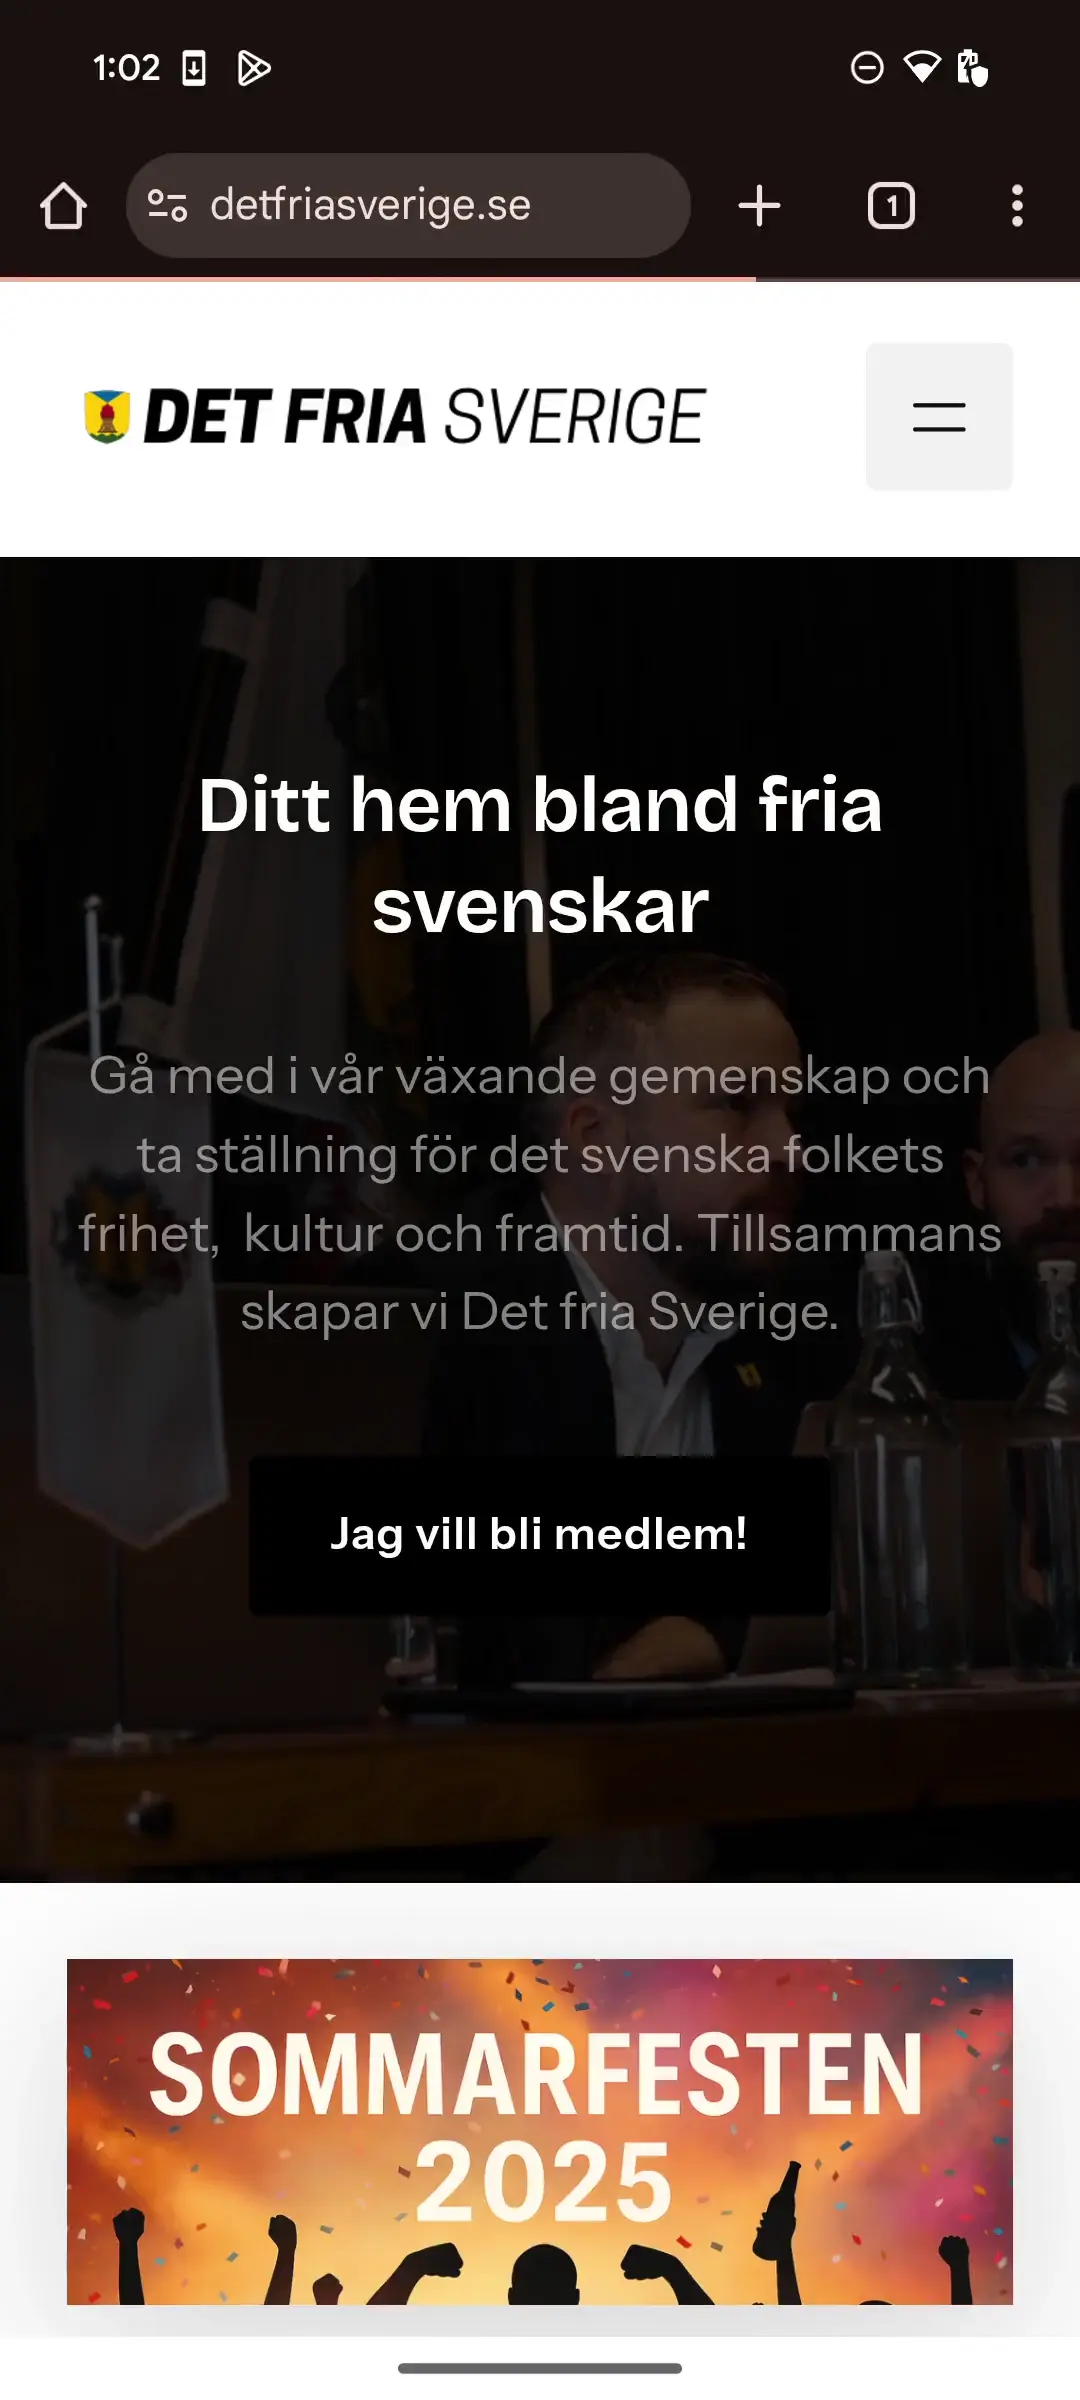 1:02
detfriasverige.se
1
DET FRIA SVERIGE
Ditt hem bland fria
svenskar
Gå med i vår växande gemenskap och
ta ställning för det svenska folkets
frihet, kultur och framtid. Tillsammans
skapar vi Det fria Sverige.
Jag vill bli medlem!
SOMMARFESTEN
2025